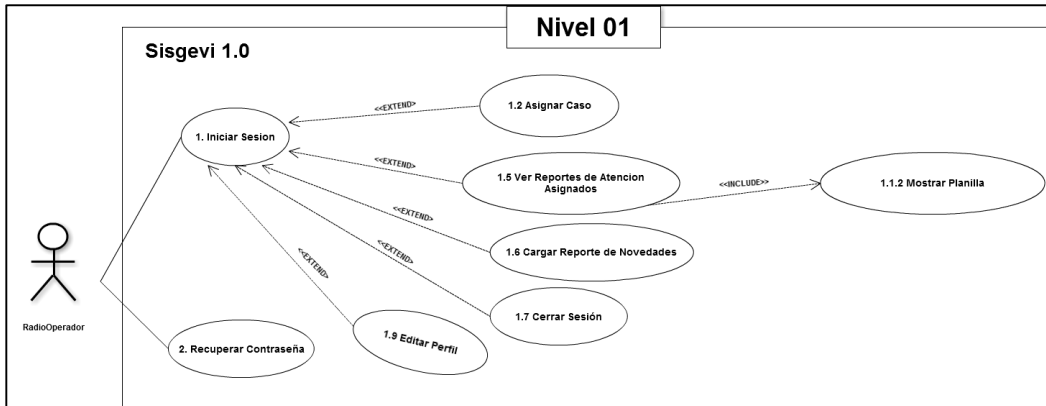 Nivel 01
Sisgevi 1.0
<<EXTEND>
1.2 Asignar Caso
1. Iniciar Sesion
<<EXTEND>
1.5 Ver Reportes de Atencion
Asignados
<<INCLUDE>>
1.1.2 Mostrar Planilla
<<EXTEND>
1.6 Cargar Reporte de Novedades
<<EXTEND>
<<EXTEND>
1.7 Cerrar Sesión
RadioOperador
2. Recuperar Contraseña
1.9 Editar Perfil